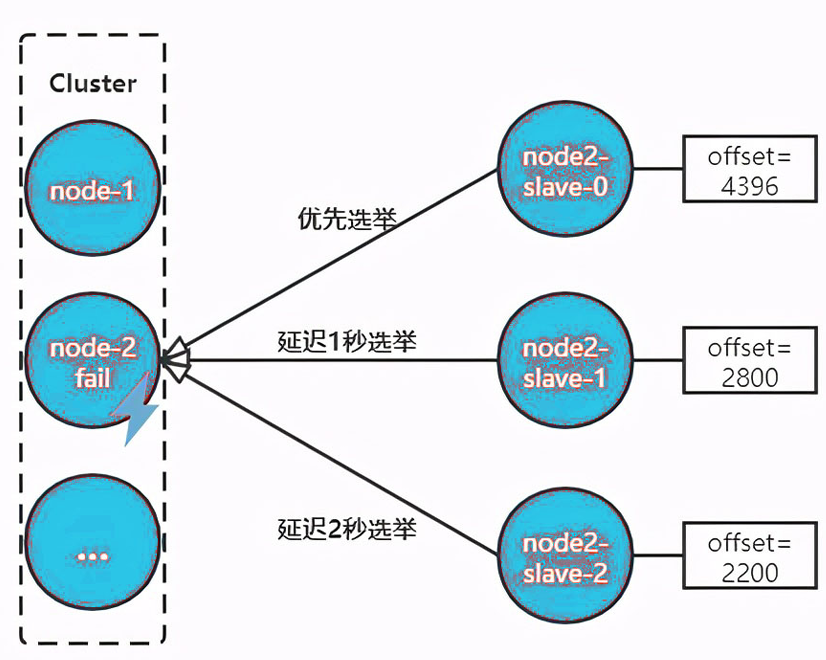 Cluster
node-1
node-2
fail
...
优先选举
延迟1秒选举
延迟2秒选举
node2-
slave-0
offset=
4396
node2-
slave-1
offset=
2800
node2-
slave-2
offset=
2200